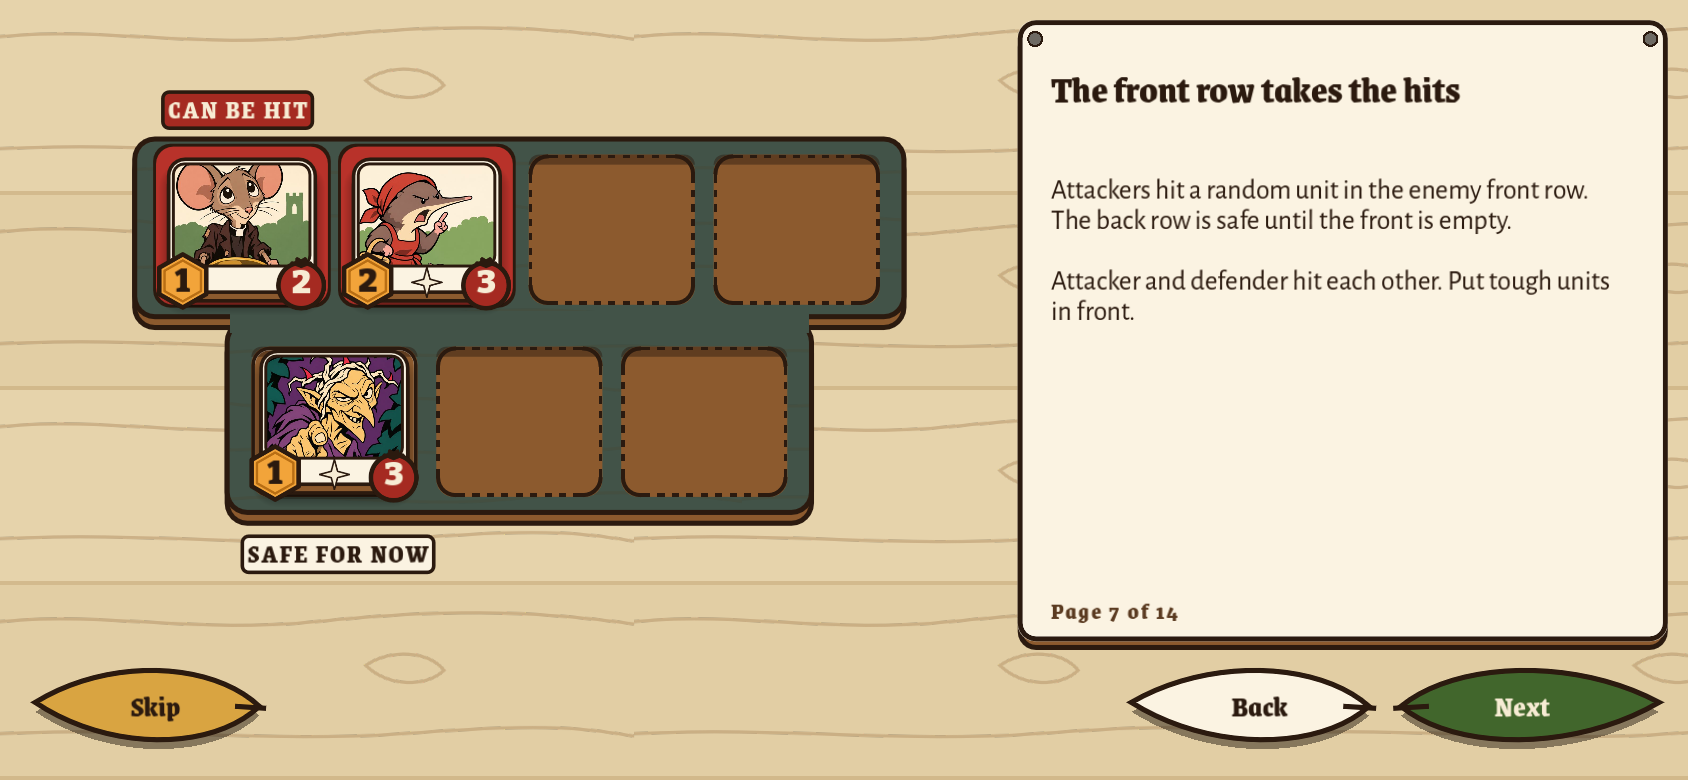 CAN BE HIT
1
2
2
3
1
3
SAFE FOR NOW
The front row takes the hits
Attackers hit a random unit in the enemy front row.
The back row is safe until the front is empty.
Attacker and defender hit each other. Put tough units
in front.
Page 7 of 14
Skip
Back
Next